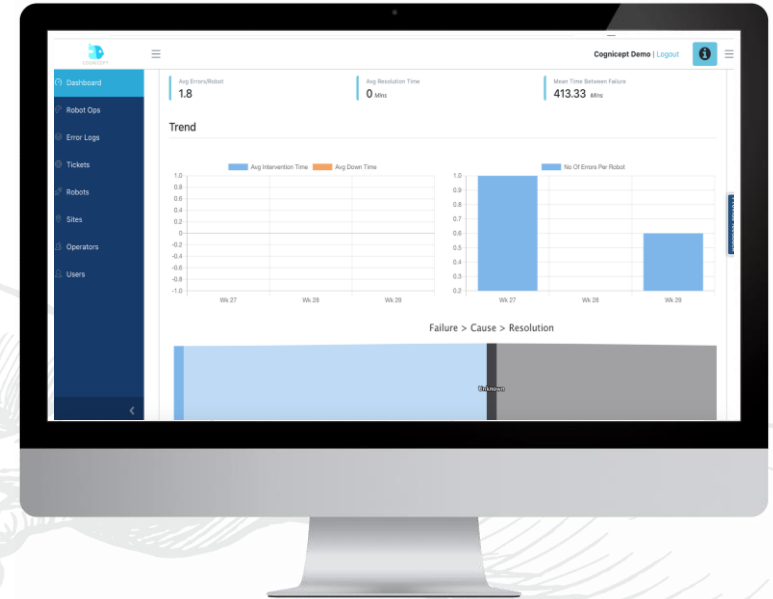 COGNICEPT
Cognicept Demo | Logout
Dashboard
Robot Ops
Error Logs
Tickets
Robots
Sites
Operators
Users
Avg Errors/Robot
1.8
Avg Resolution Time
0 Mins
Mean Time Between Failure
413.33 Mins
Trend
Avg Intervention Time Avg Down Time
1.0
0.8
0.6
0.4
0.2
0
-0.2
-0.4
-0.6
-0.8
-1.0
Wk 27 Wk 28 Wk 29
No Of Errors Per Robot
1.0
0.9
0.8
0.7
0.6
0.5
0.4
0.3
0.2
Wk 27 Wk 28 Wk 29
Failure > Cause > Resolution
Unknown